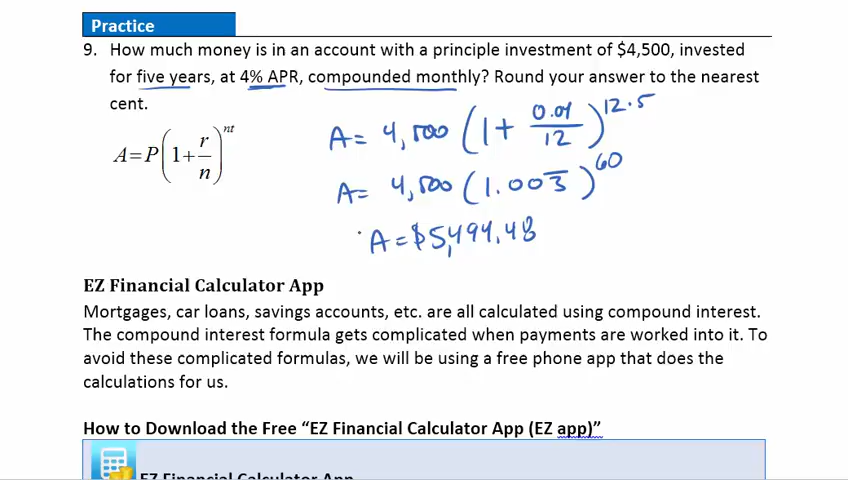 Practice
9. How much money is in an account with a principle investment of $4,500, invested
for five years, at 4% APR, compounded monthly? Round your answer to the nearest
cent.
A=P(1+r/n)^nt
A= 4,500 (1+ 0.04/12)^12·5
A= 4,500 (1.003̅)^60
A=$5,494.48
EZ Financial Calculator App
Mortgages, car loans, savings accounts, etc. are all calculated using compound interest.
The compound interest formula gets complicated when payments are worked into it. To
avoid these complicated formulas, we will be using a free phone app that does the
calculations for us.
How to Download the Free “EZ Financial Calculator App (EZ app)”
EZ Financial Calculator App